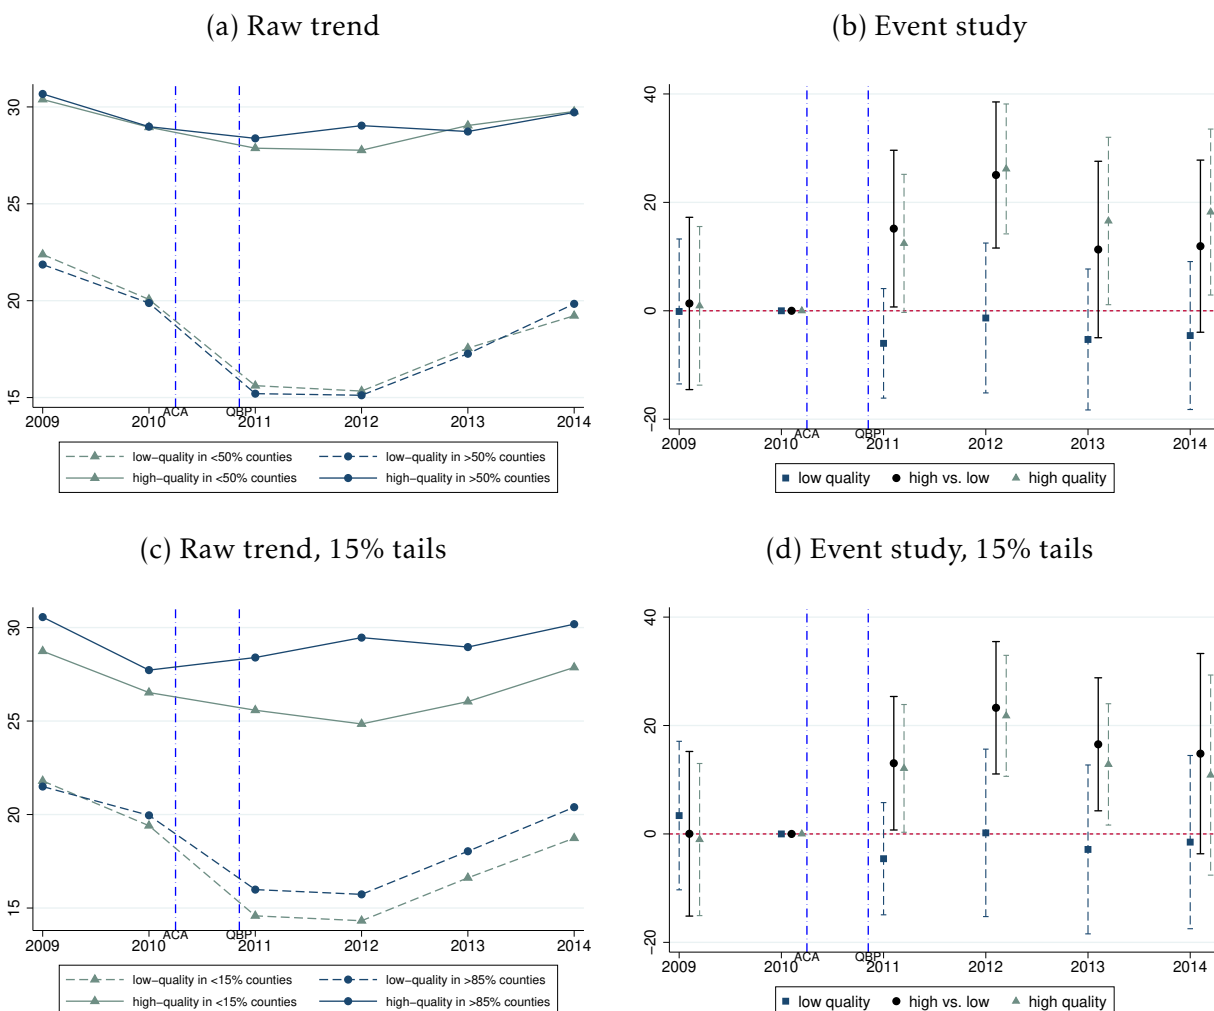 (a) Raw trend
30
25
20
15
2009 2010 ACA QBP 2011 2012 2013 2014
low−quality in <50% counties low−quality in >50% counties
high−quality in <50% counties high−quality in >50% counties
(b) Event study
40
20
0
−20
2009 2010 ACA QBP 2011 2012 2013 2014
low quality high vs. low high quality
(c) Raw trend, 15% tails
30
25
20
15
2009 2010 ACA QBP 2011 2012 2013 2014
low−quality in <15% counties low−quality in >85% counties
high−quality in <15% counties high−quality in >85% counties
(d) Event study, 15% tails
40
20
0
−20
2009 2010 ACA QBP 2011 2012 2013 2014
low quality high vs. low high quality